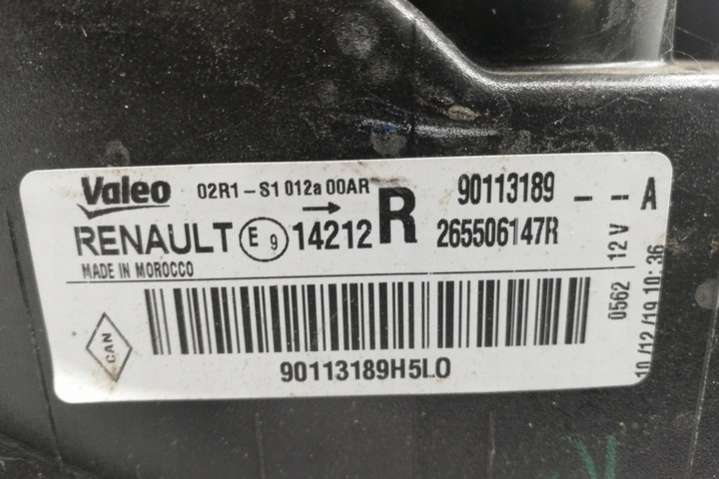 Valeo 02R1-S1 012a 00AR 90113189 - - A
RENAULT E 9 14212 R 265506147R
MADE IN MOROCCO
CAN
90113189H5LO
0562 12 V
10/12/19 10:36